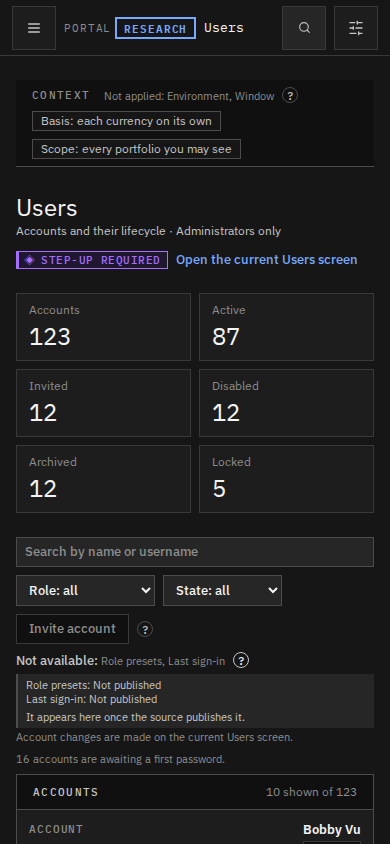 PORTAL RESEARCH Users
CONTEXT Not applied: Environment, Window ?
Basis: each currency on its own
Scope: every portfolio you may see
Users
Accounts and their lifecycle · Administrators only
STEP-UP REQUIRED Open the current Users screen
Accounts Active
123 87
Invited Disabled
12 12
Archived Locked
12 5
Search by name or username
Role: all State: all
Invite account ?
Not available: Role presets, Last sign-in ?
Role presets: Not published
Last sign-in: Not published
It appears here once the source publishes it.
Account changes are made on the current Users screen.
16 accounts are awaiting a first password.
ACCOUNTS 10 shown of 123
ACCOUNT Bobby Vu